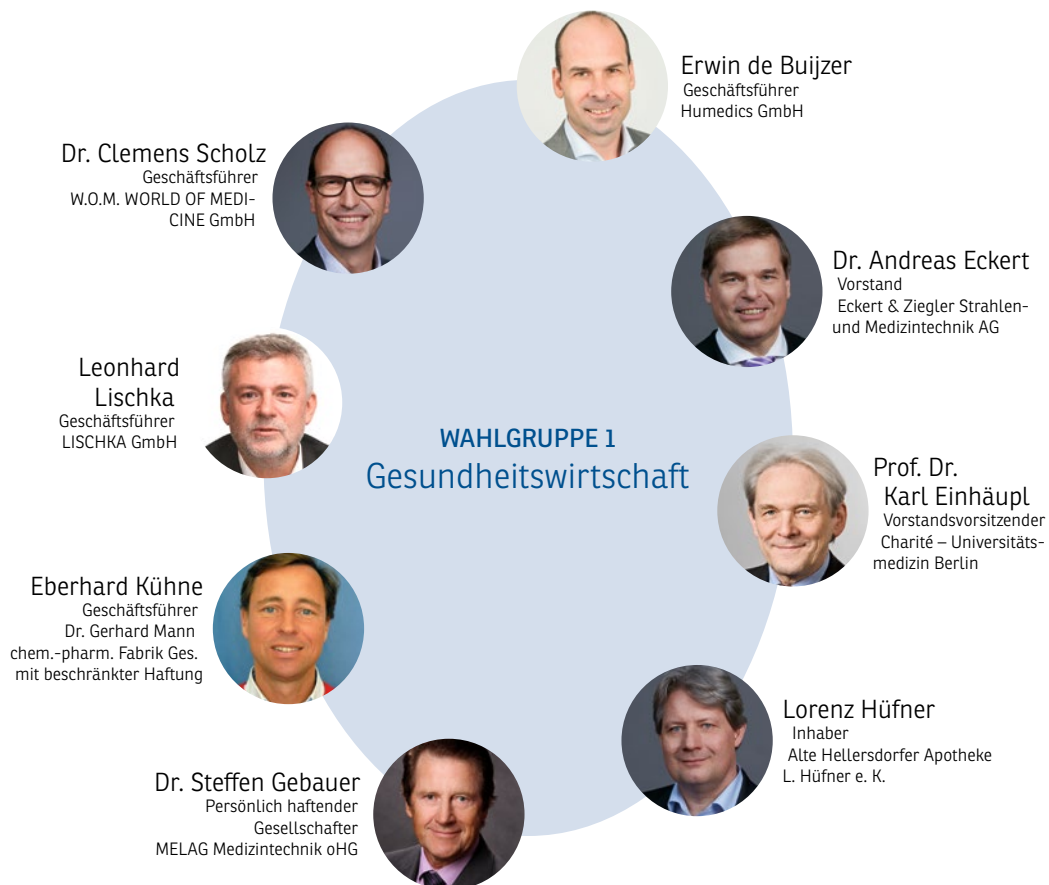 Erwin de Buijzer
Geschäftsführer
Humedics GmbH
Dr. Clemens Scholz
Geschäftsführer
W.O.M. WORLD OF MEDI-
CINE GmbH
Dr. Andreas Eckert
Vorstand
Eckert & Ziegler Strahlen-
und Medizintechnik AG
Leonhard
Lischka
Geschäftsführer
LISCHKA GmbH
WAHLGRUPPE 1
Gesundheitswirtschaft
Prof. Dr.
Karl Einhäupl
Vorstandsvorsitzender
Charité – Universitäts-
medizin Berlin
Eberhard Kühne
Geschäftsführer
Dr. Gerhard Mann
chem.-pharm. Fabrik Ges.
mit beschränkter Haftung
Lorenz Hüfner
Inhaber
Alte Hellersdorfer Apotheke
L. Hüfner e. K.
Dr. Steffen Gebauer
Persönlich haftender
Gesellschafter
MELAG Medizintechnik oHG